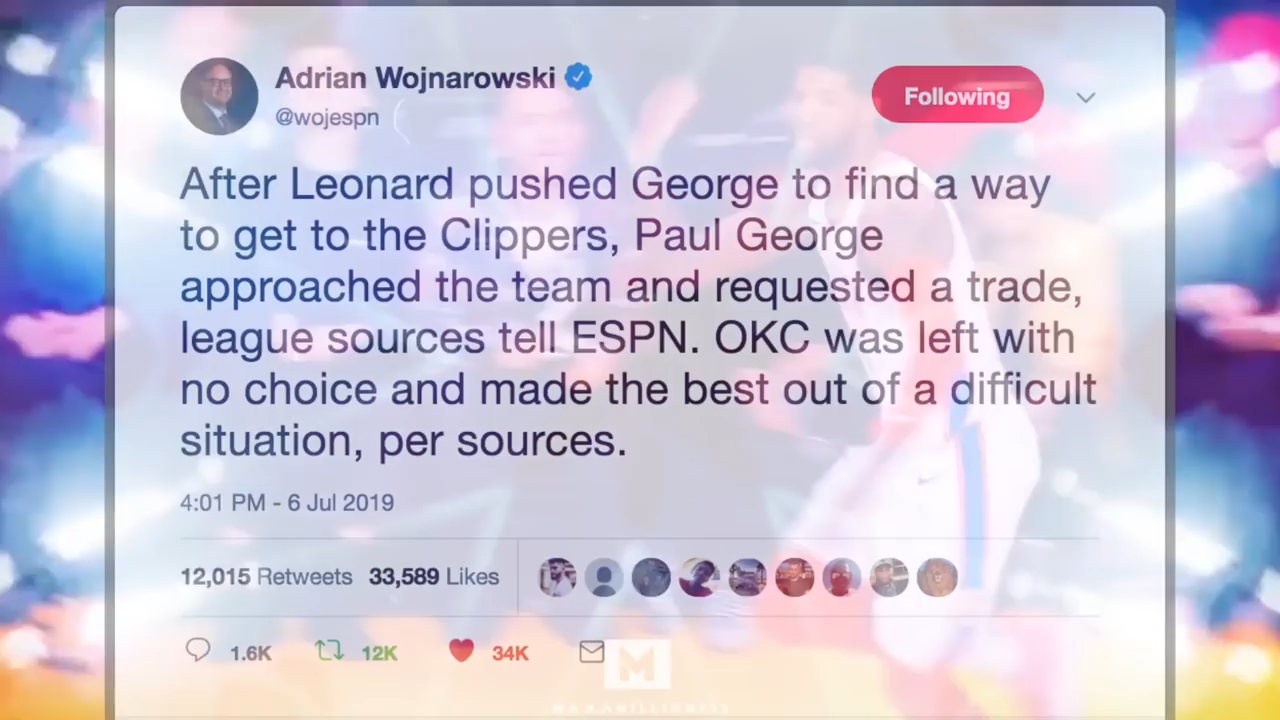 Adrian Wojnarowski
@wojespn
Following
After Leonard pushed George to find a way
to get to the Clippers, Paul George
approached the team and requested a trade,
league sources tell ESPN. OKC was left with
no choice and made the best out of a difficult
situation, per sources.
4:01 PM - 6 Jul 2019
12,015 Retweets 33,589 Likes
1.6K 12K 34K
M